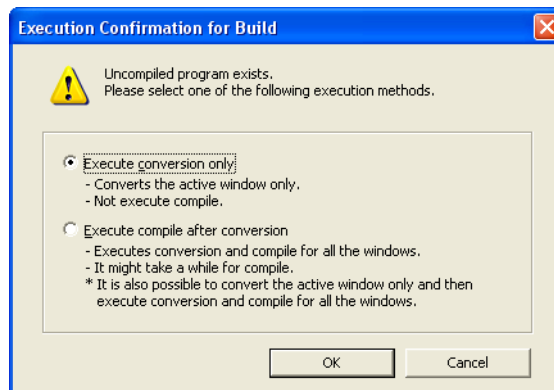 Execution Confirmation for Build
Uncompiled program exists.
Please select one of the following execution methods.
Execute conversion only
- Converts the active window only.
- Not execute compile.
Execute compile after conversion
- Executes conversion and compile for all the windows.
- It might take a while for compile.
* It is also possible to convert the active window only and then
execute conversion and compile for all the windows.
OK
Cancel